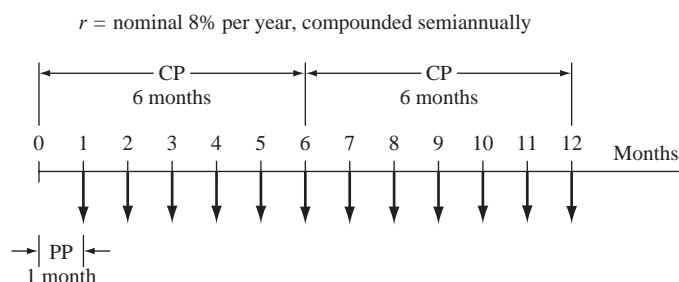 r = nominal 8% per year, compounded semiannually
CP CP
6 months 6 months
0 1 2 3 4 5 6 7 8 9 10 11 12 Months
PP
1 month